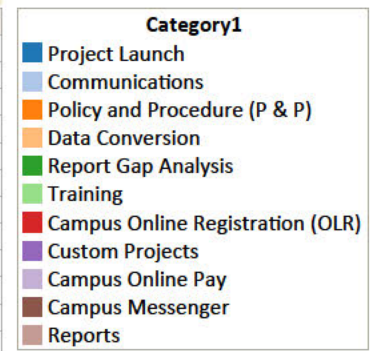 Category1
Project Launch
Communications
Policy and Procedure (P & P)
Data Conversion
Report Gap Analysis
Training
Campus Online Registration (OLR)
Custom Projects
Campus Online Pay
Campus Messenger
Reports